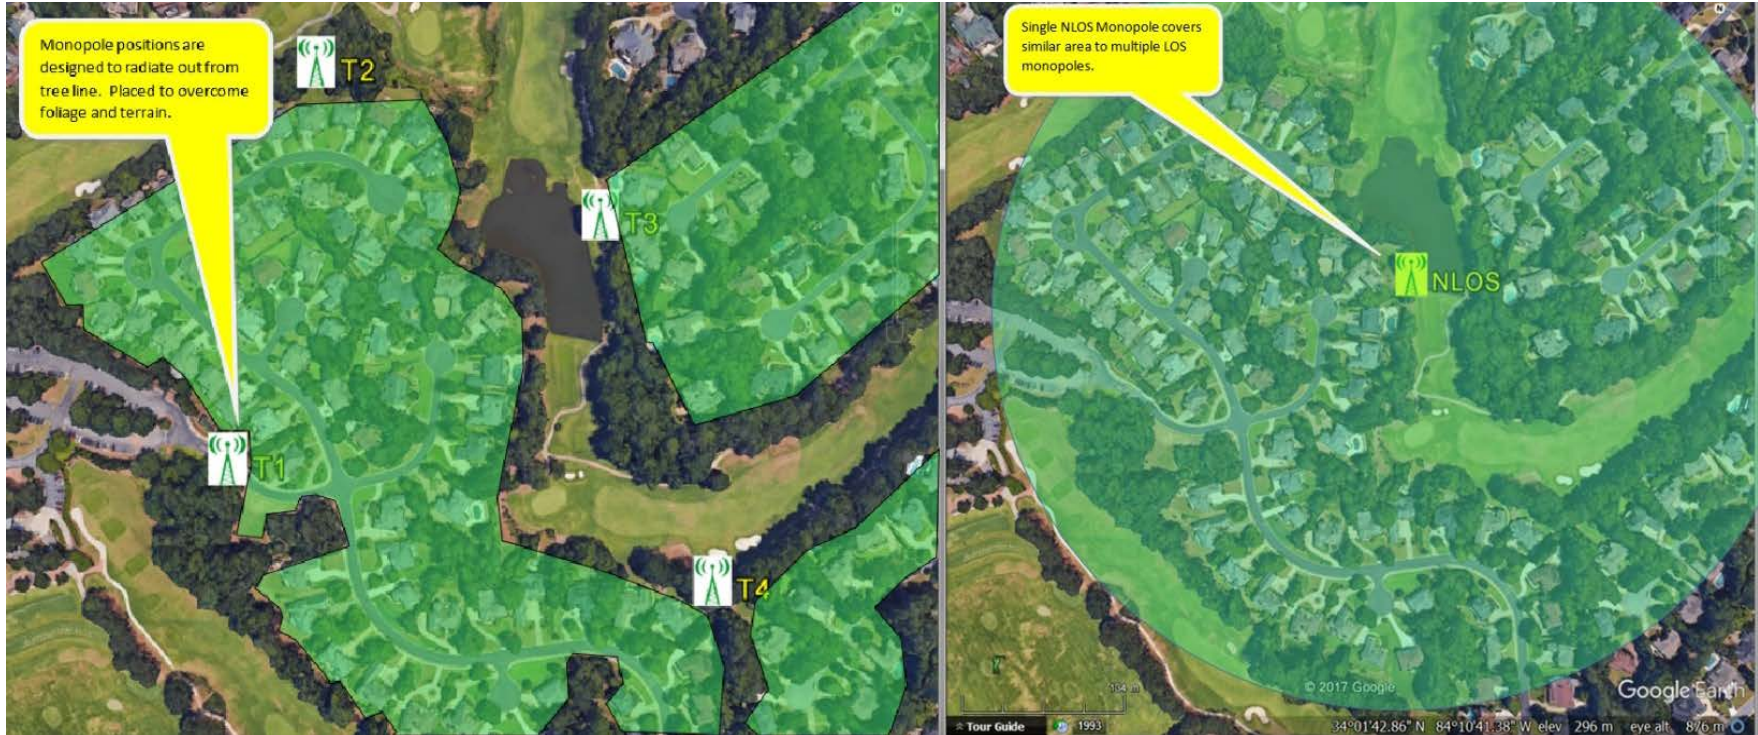 Monopole positions are
designed to radiate out from
tree line. Placed to overcome
foliage and terrain.
T2
T3
T1
T4
Single NLOS Monopole covers
similar area to multiple LOS
monopoles.
N
NLOS
104 m
© 2017 Google
Google Earth
Tour Guide
1993
34°01'42.86" N 84°10'41.38" W elev 296 m eye alt 876 m